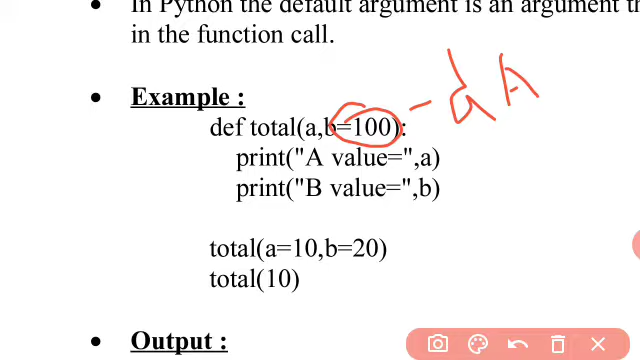 • In Python the default argument is an argument th
in the function call.
• Example :
def total(a,b=100): - dA
print("A value=",a)
print("B value=",b)
total(a=10,b=20)
total(10)
• Output :